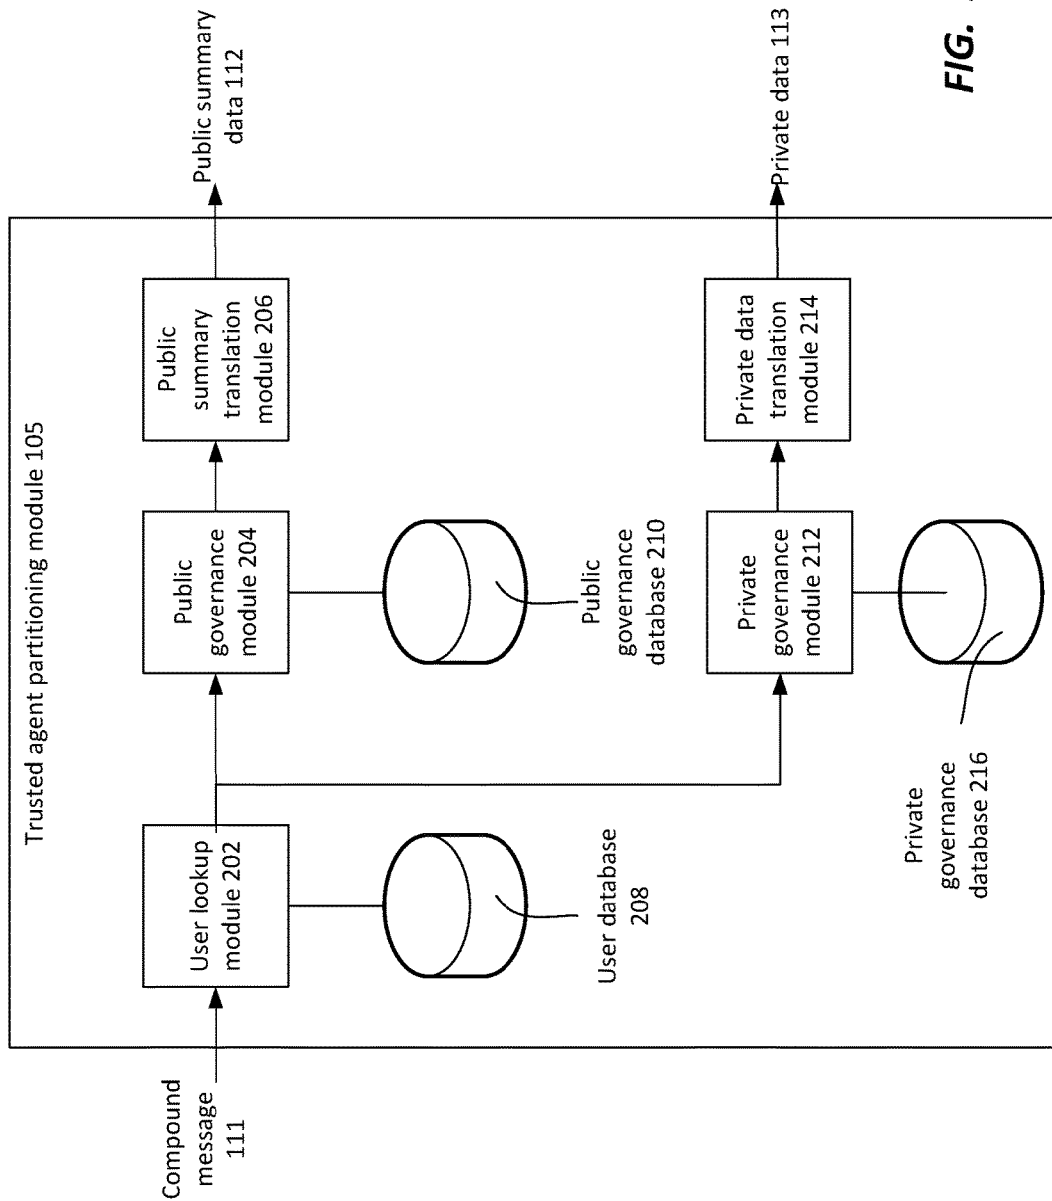 Trusted agent partitioning module 105
Compound
message
111
User lookup
module 202
User database
208
Public
governance
module 204
Public
governance
database 210
Public
summary
translation
module 206
Public summary
data 112
Private
governance
module 212
Private
governance
database 216
Private data
translation
module 214
Private data 113
FIG.